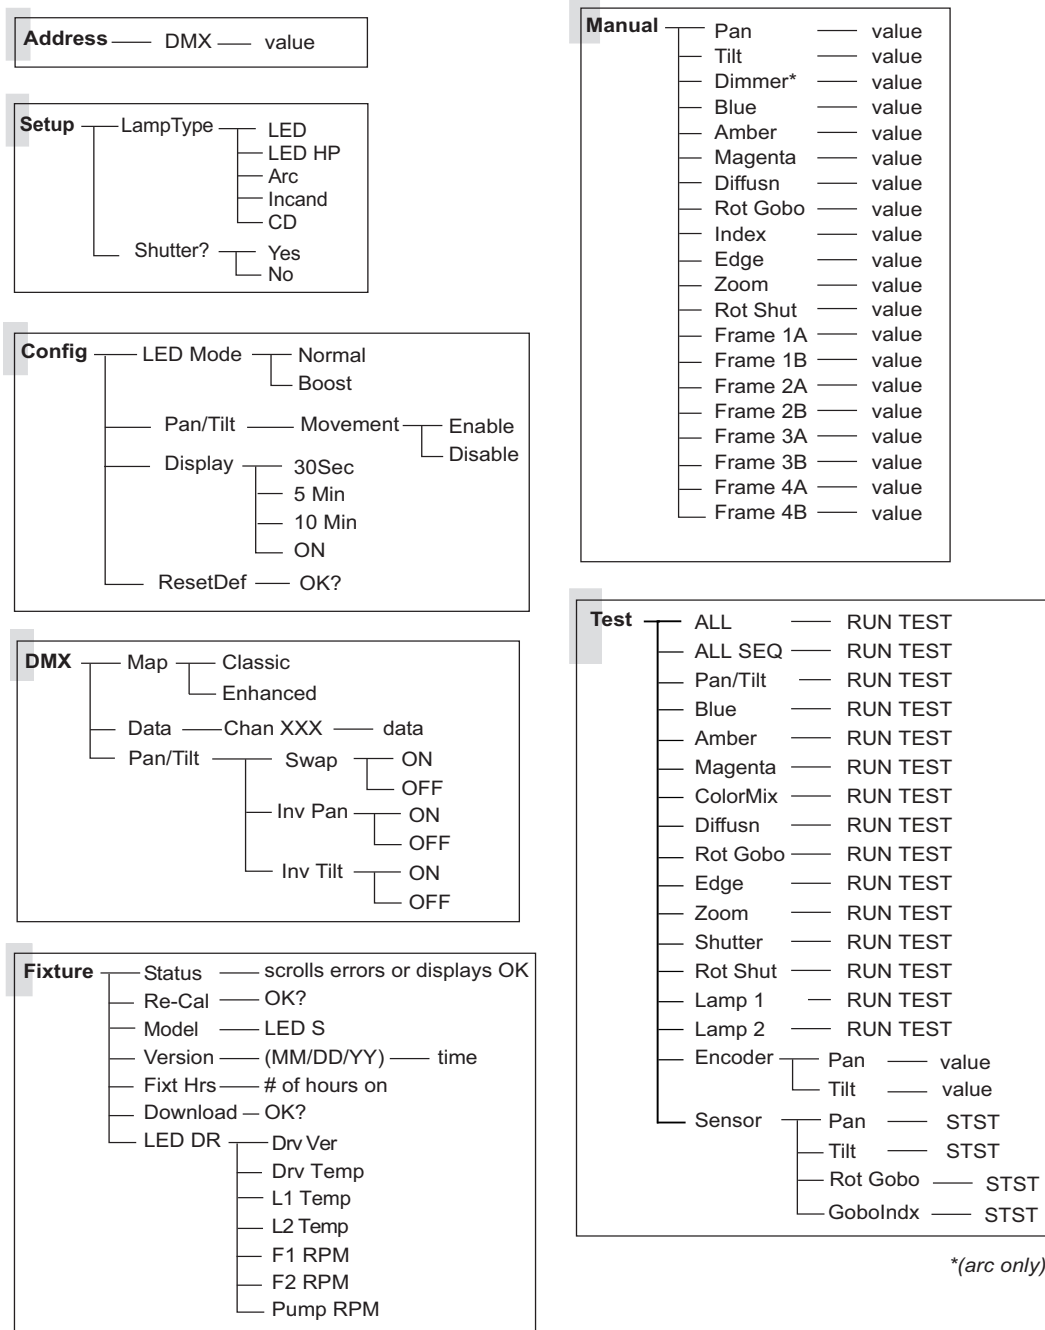 Address DMX value
Setup LampType LED
LED HP
Arc
Incand
CD
Shutter? Yes
No
Config LED Mode Normal
Boost
Pan/Tilt Movement Enable
Disable
Display 30Sec
5 Min
10 Min
ON
ResetDef OK?
DMX Map Classic
Enhanced
Data Chan XXX data
Pan/Tilt Swap ON
OFF
Inv Pan ON
OFF
Inv Tilt ON
OFF
Fixture Status scrolls errors or displays OK
Re-Cal OK?
Model LED S
Version (MM/DD/YY) time
Fixt Hrs # of hours on
Download OK?
LED DR Drv Ver
Drv Temp
L1 Temp
L2 Temp
F1 RPM
F2 RPM
Pump RPM
Manual Pan value
Tilt value
Dimmer* value
Blue value
Amber value
Magenta value
Diffusn value
Rot Gobo value
Index value
Edge value
Zoom value
Rot Shut value
Frame 1A value
Frame 1B value
Frame 2A value
Frame 2B value
Frame 3A value
Frame 3B value
Frame 4A value
Frame 4B value
Test ALL RUN TEST
ALL SEQ RUN TEST
Pan/Tilt RUN TEST
Blue RUN TEST
Amber RUN TEST
Magenta RUN TEST
ColorMix RUN TEST
Diffusn RUN TEST
Rot Gobo RUN TEST
Edge RUN TEST
Zoom RUN TEST
Shutter RUN TEST
Rot Shut RUN TEST
Lamp 1 RUN TEST
Lamp 2 RUN TEST
Encoder Pan value
Tilt value
Sensor Pan STST
Tilt STST
Rot Gobo STST
GoboIndx STST
*(arc only)